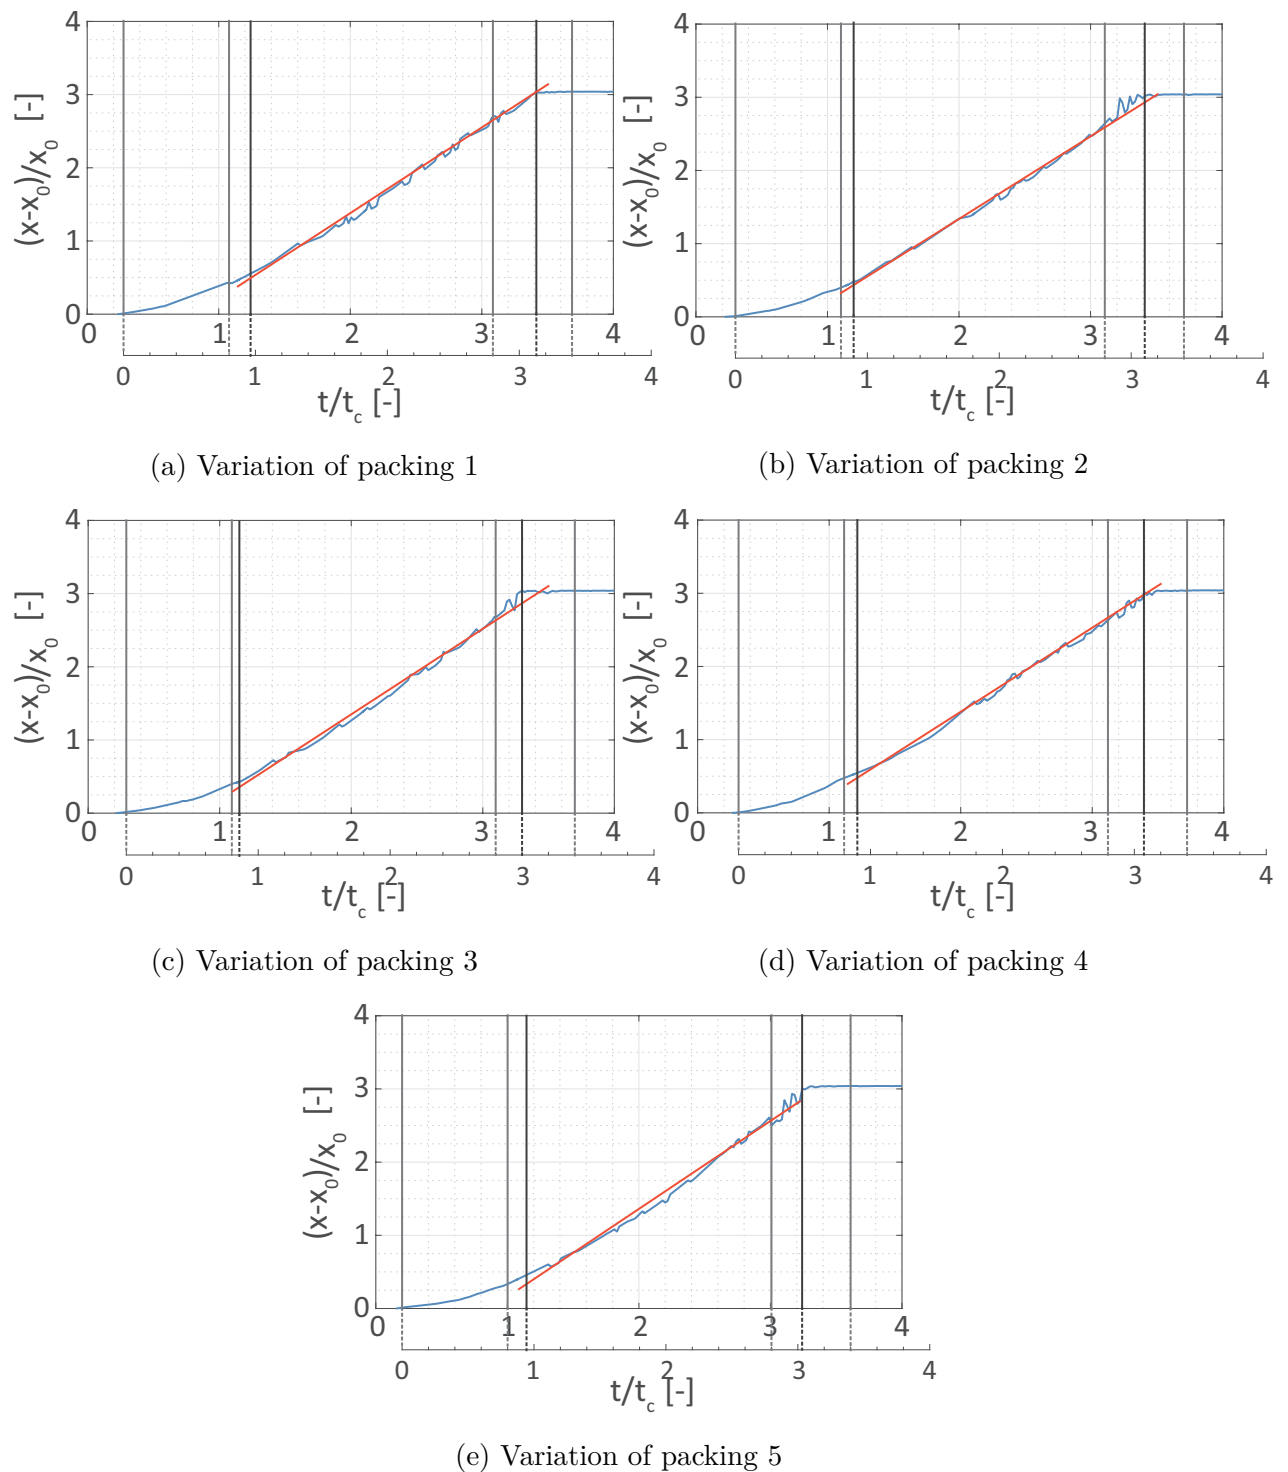 4
3
2
1
0
(x-x0)/x0 [-]
0 1 2 3 4
0 1 2 3 4
t/tc [-]
(a) Variation of packing 1
4
3
2
1
0
(x-x0)/x0 [-]
0 1 2 3 4
0 1 2 3 4
t/tc [-]
(b) Variation of packing 2
4
3
2
1
0
(x-x0)/x0 [-]
0 1 2 3 4
0 1 2 3 4
t/tc [-]
(c) Variation of packing 3
4
3
2
1
0
(x-x0)/x0 [-]
0 1 2 3 4
0 1 2 3 4
t/tc [-]
(d) Variation of packing 4
4
3
2
1
0
(x-x0)/x0 [-]
0 1 2 3 4
0 1 2 3 4
t/tc [-]
(e) Variation of packing 5